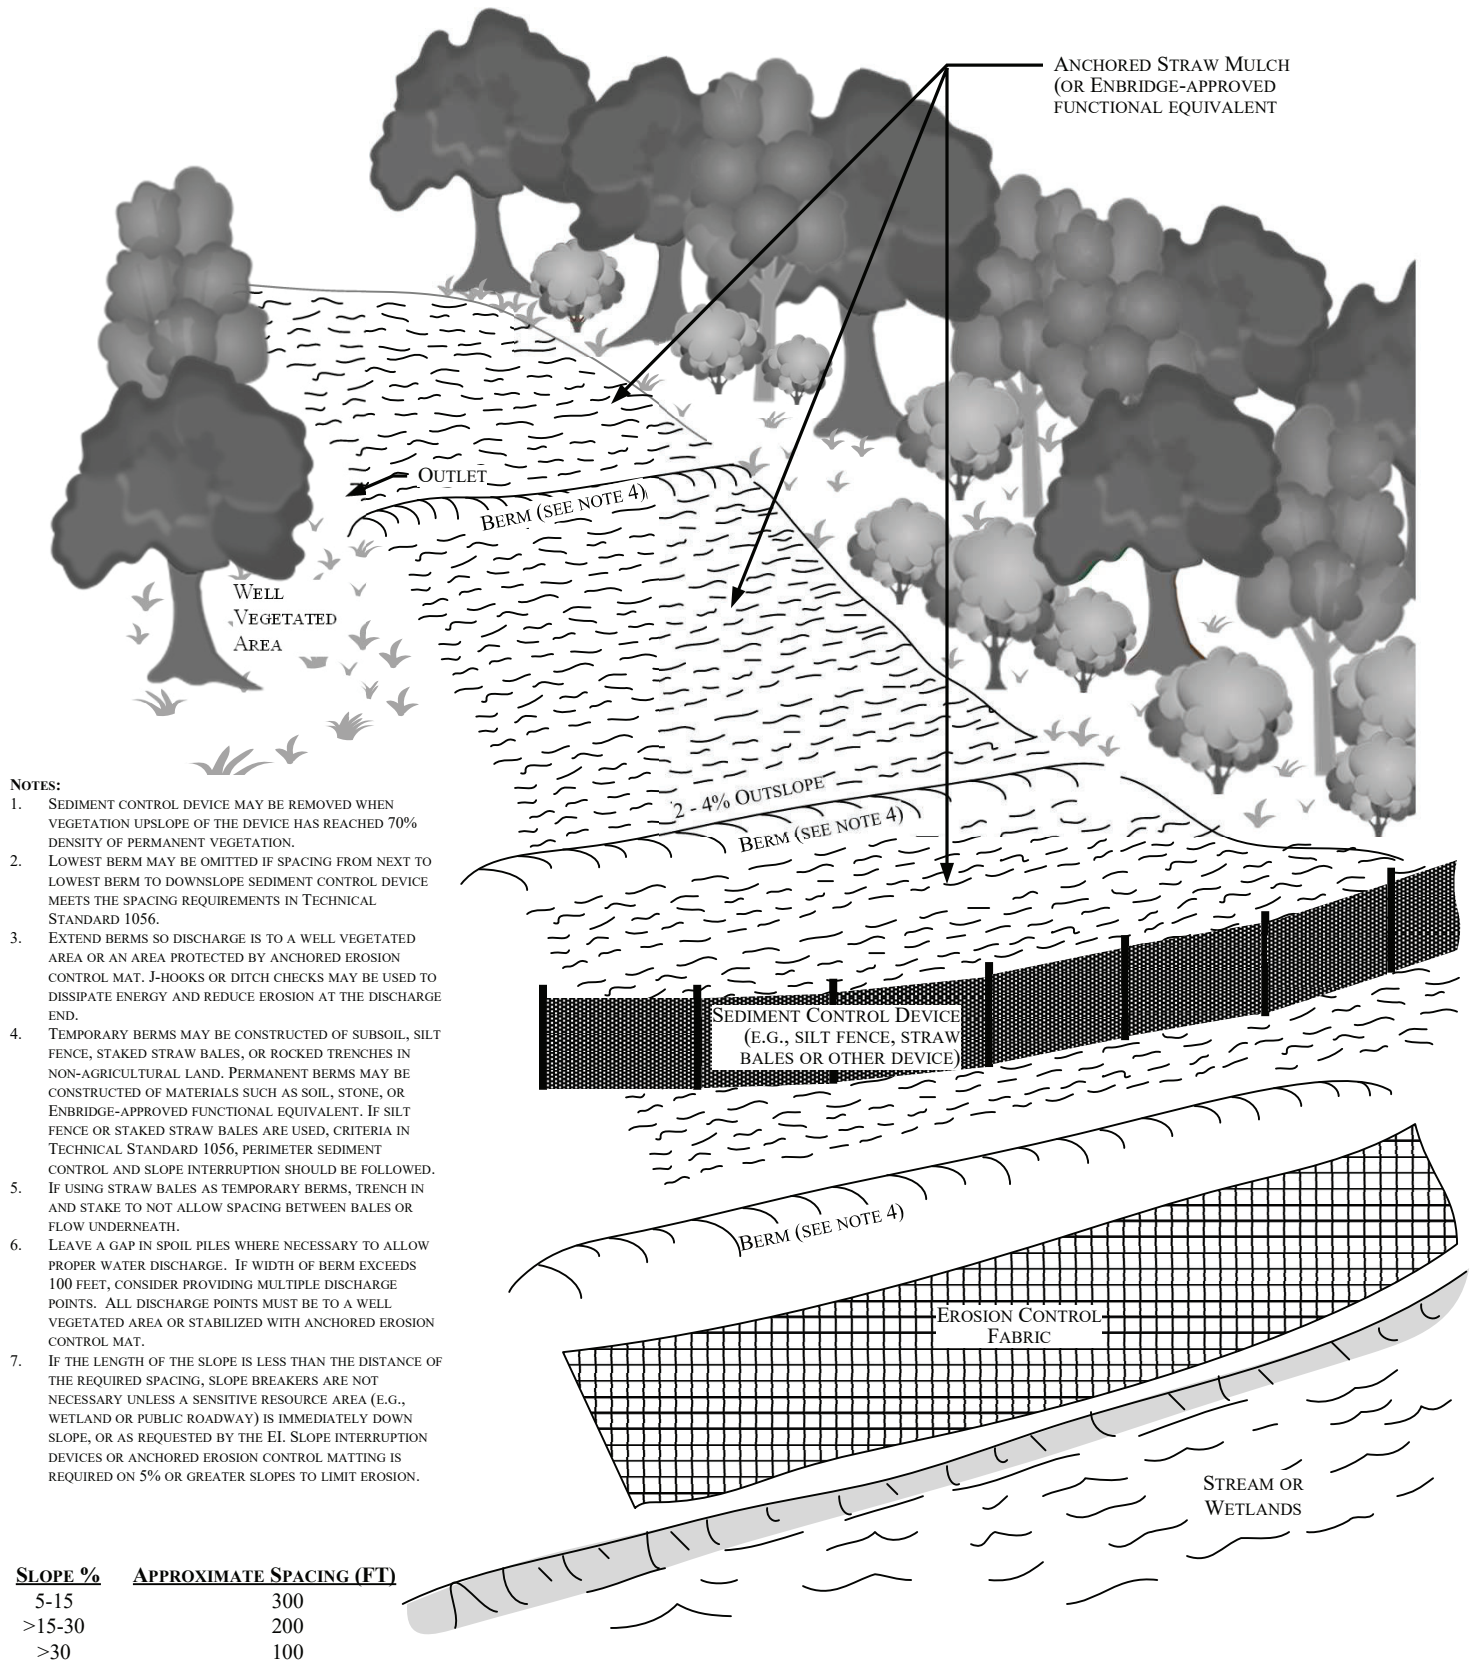 Anchored Straw Mulch
(or Enbridge-approved
functional equivalent
Outlet
Berm (see note 4)
Well
Vegetated
Area
2 - 4% Outslope
Berm (see note 4)
Sediment Control Device
(e.g., silt fence, straw
bales or other device)
Berm (see note 4)
Erosion Control
Fabric
Stream or
Wetlands
Notes:
1. Sediment control device may be removed when
vegetation upslope of the device has reached 70%
density of permanent vegetation.
2. Lowest berm may be omitted if spacing from next to
lowest berm to downslope sediment control device
meets the spacing requirements in Technical
Standard 1056.
3. Extend berms so discharge is to a well vegetated
area or an area protected by anchored erosion
control mat. J-hooks or ditch checks may be used to
dissipate energy and reduce erosion at the discharge
end.
4. Temporary berms may be constructed of subsoil, silt
fence, staked straw bales, or rocked trenches in
non-agricultural land. Permanent berms may be
constructed of materials such as soil, stone, or
Enbridge-approved functional equivalent. If silt
fence or staked straw bales are used, criteria in
Technical Standard 1056, perimeter sediment
control and slope interruption should be followed.
5. If using straw bales as temporary berms, trench in
and stake to not allow spacing between bales or
flow underneath.
6. Leave a gap in spoil piles where necessary to allow
proper water discharge. If width of berm exceeds
100 feet, consider providing multiple discharge
points. All discharge points must be to a well
vegetated area or stabilized with anchored erosion
control mat.
7. If the length of the slope is less than the distance of
the required spacing, slope breakers are not
necessary unless a sensitive resource area (e.g.,
wetland or public roadway) is immediately down
slope, or as requested by the EI. Slope interruption
devices or anchored erosion control matting is
required on 5% or greater slopes to limit erosion.
Slope % Approximate Spacing (ft)
5-15 300
>15-30 200
>30 100